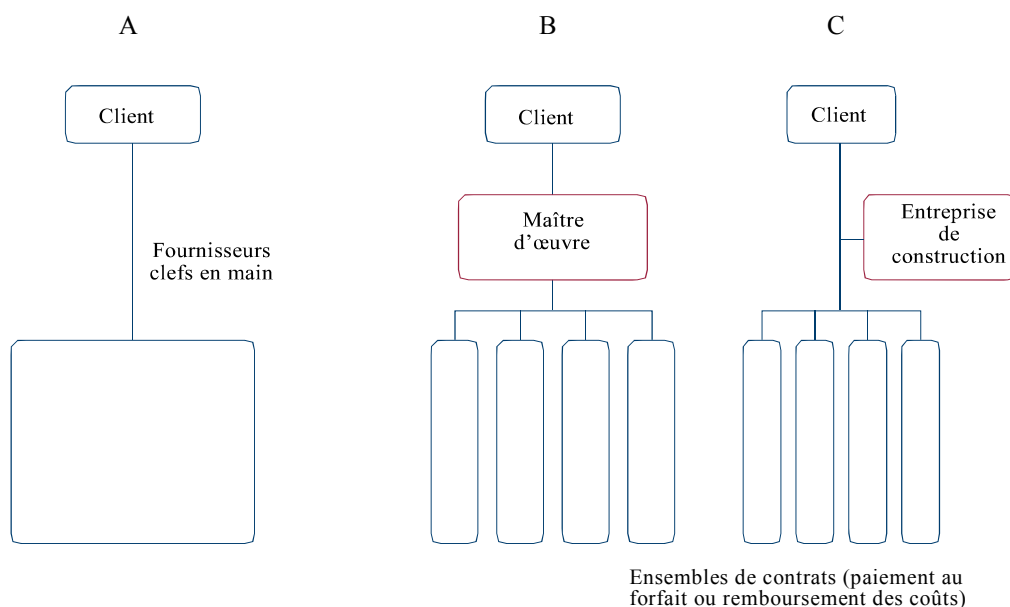 A
B
C
Client
Client
Client
Maître
d’œuvre
Entreprise
de
construction
Fournisseurs
clefs en main
Ensembles de contrats (paiement au
forfait ou remboursement des coûts)